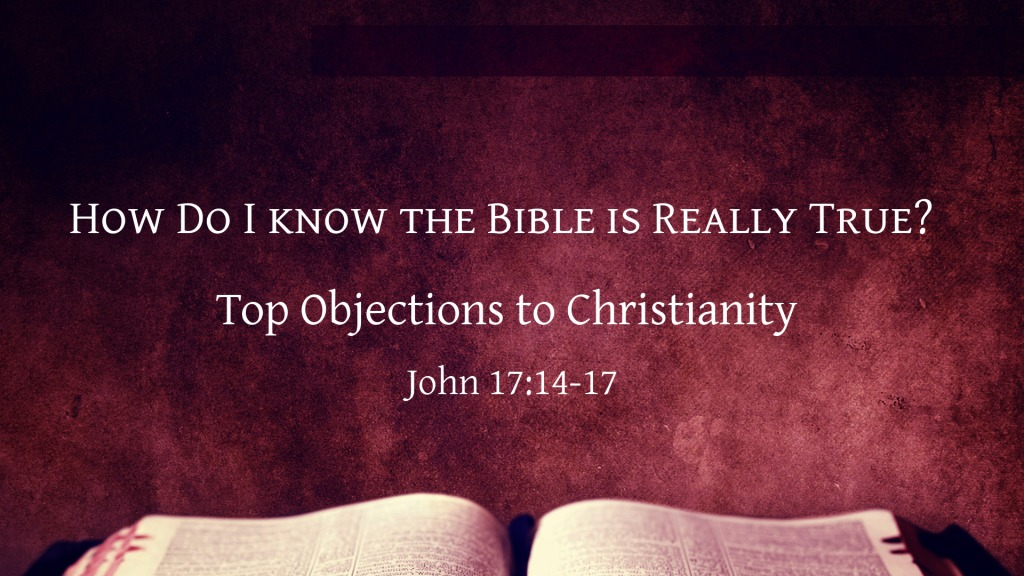 How Do I know the Bible is Really True?
Top Objections to Christianity
John 17:14-17